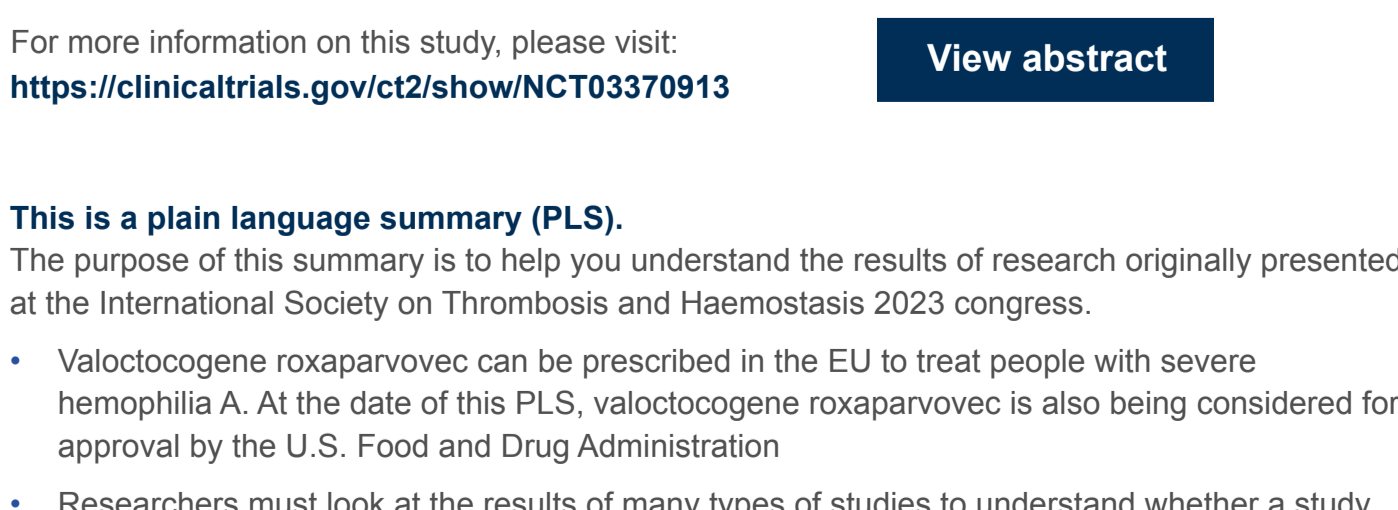 For more information on this study, please visit:
https://clinicaltrials.gov/ct2/show/NCT03370913
View abstract
This is a plain language summary (PLS).
The purpose of this summary is to help you understand the results of research originally presented
at the International Society on Thrombosis and Haemostasis 2023 congress.
• Valoctocogene roxaparvovec can be prescribed in the EU to treat people with severe
hemophilia A. At the date of this PLS, valoctocogene roxaparvovec is also being considered for
approval by the U.S. Food and Drug Administration
• Researchers must look at the results of many types of studies to understand whether a study